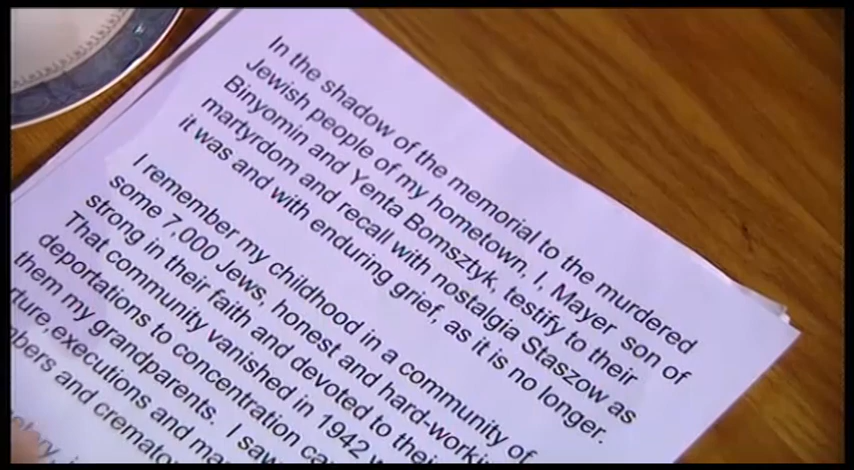 In the shadow of the memorial to the murdered
Jewish people of my hometown, I, Mayer son of
Binyomin and Yenta Bomsztyk, testify to their
martyrdom and recall with nostalgia Staszow as
it was and with enduring grief, as it is no longer.
I remember my childhood in a community of
some 7,000 Jews, honest and hard-working
strong in their faith and devoted to their
That community vanished in 1942
deportations to concentration
them my grandparents. I saw
executions and
and